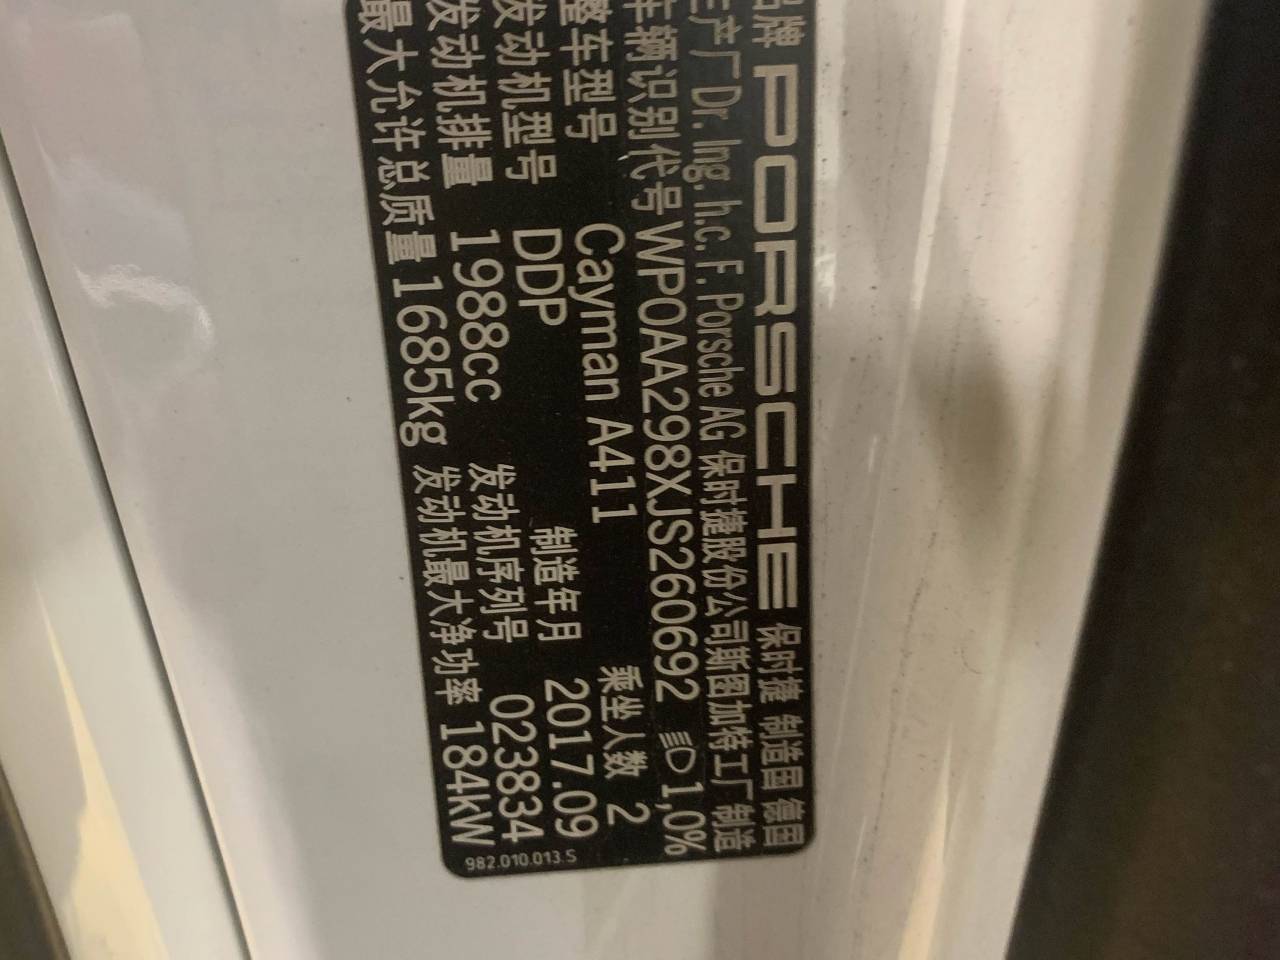 品牌 PORSCHE 保时捷 制造国 德国
生产厂 Dr. Ing. h.c. F. Porsche AG 保时捷股份公司斯图加特工厂 制造
车辆识别代号 WP0AA298XJS260692 1,0%
整车型号 Cayman A411 乘坐人数 2
发动机型号 DDP 制造年月 2017.09
发动机排量 1988cc 发动机序列号 023834
最大允许总质量 1685kg 发动机最大净功率 184kW
982.010.013.S